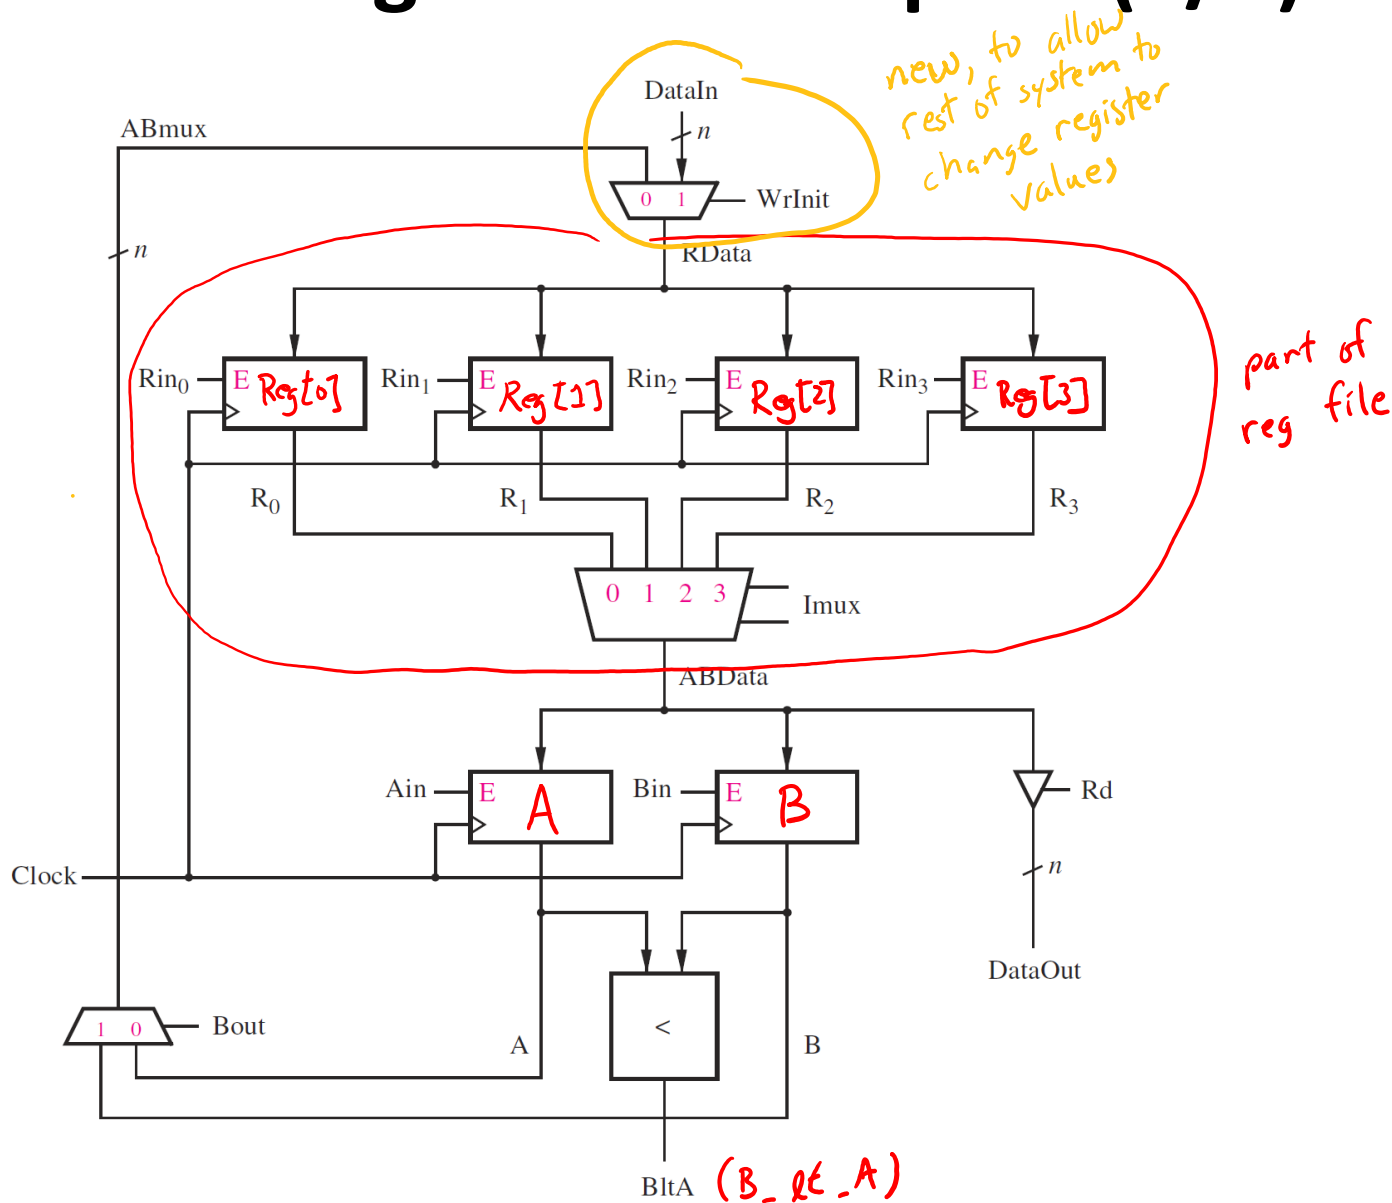 DataIn
new, to allow
rest of system to
change register
values
ABmux
n
0 1
WrInit
n
RData
part of
reg file
Rin0
E
Reg[0]
Rin1
E
Reg[1]
Rin2
E
Reg[2]
Rin3
E
Reg[3]
R0
R1
R2
R3
0 1 2 3
Imux
ABData
Ain
E
A
Bin
E
B
Rd
Clock
n
DataOut
1 0
Bout
A
<
B
BltA (B_lt_A)